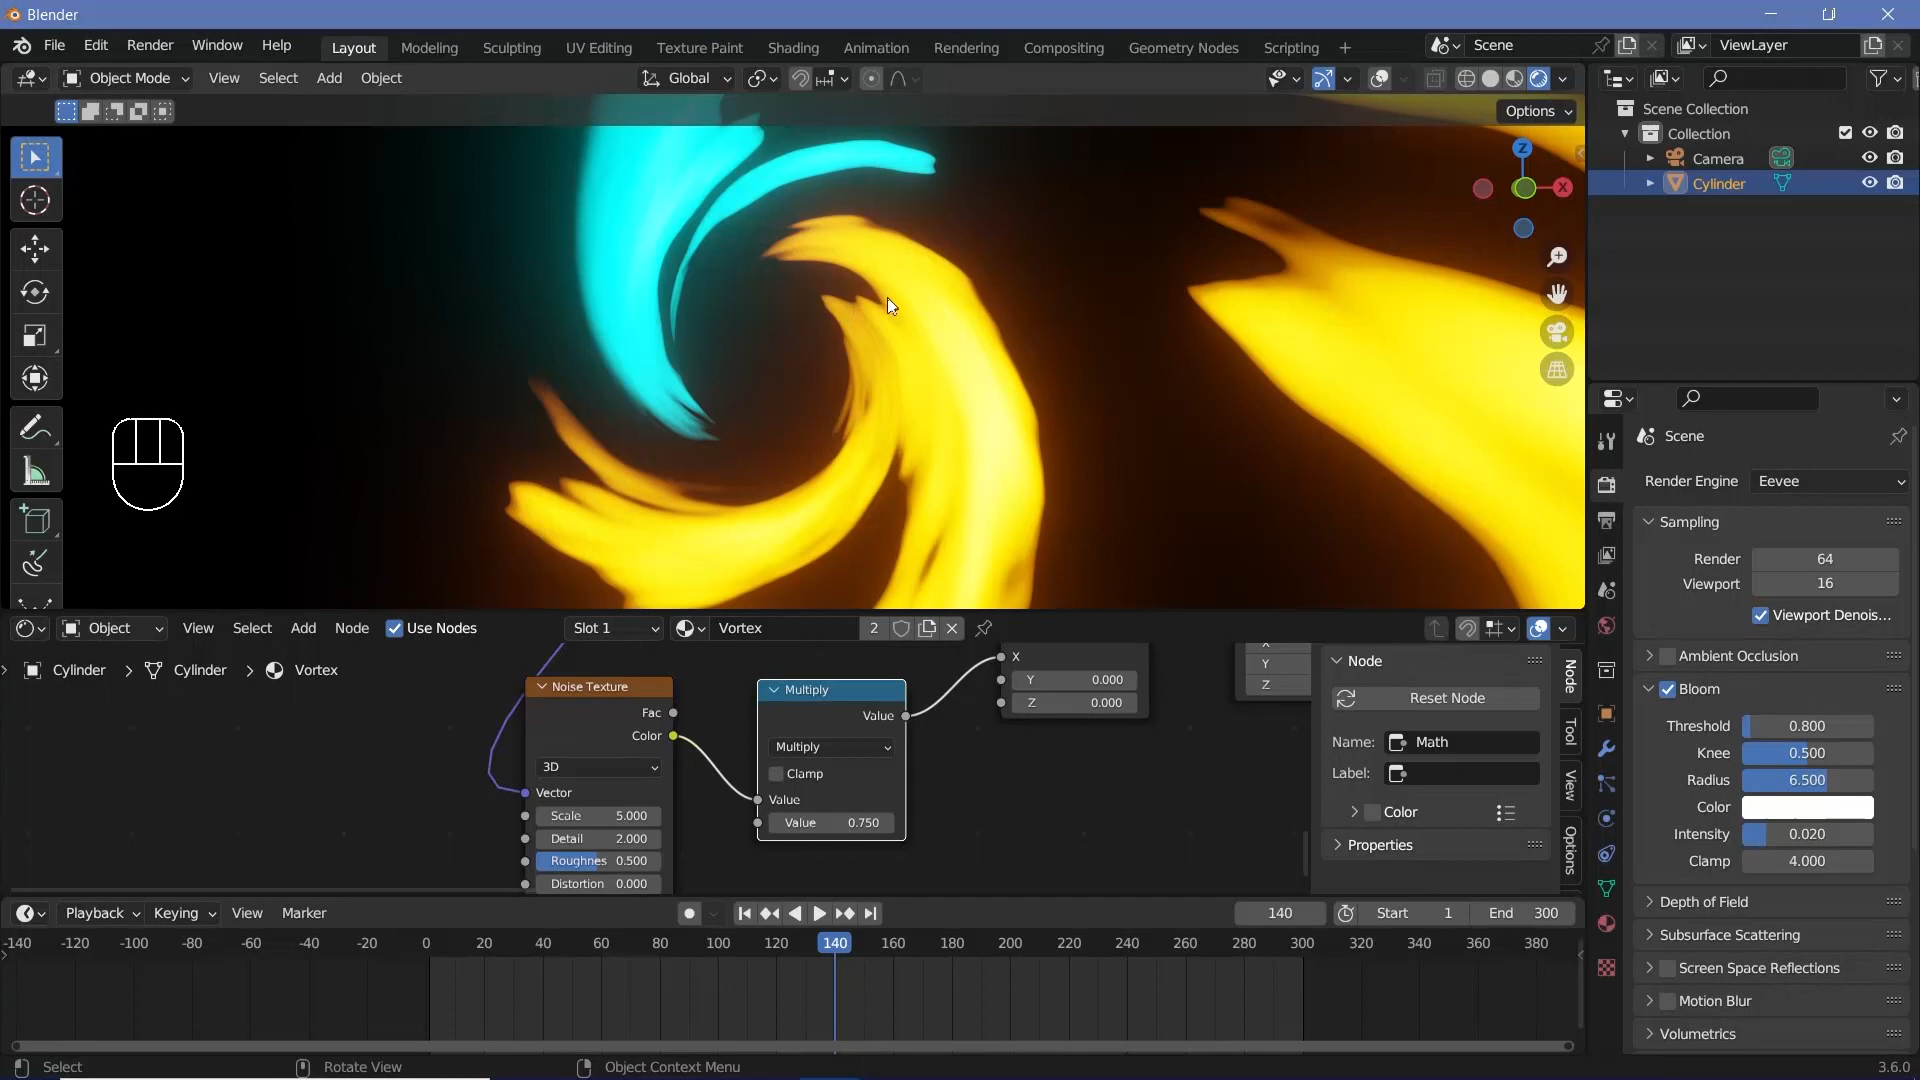 Blender
File Edit Render Window Help Layout Modeling Sculpting UV Editing Texture Paint Shading Animation Rendering Compositing Geometry Nodes Scripting + Scene ViewLayer
Object Mode View Select Add Object Global
Options
Z
X
Scene Collection
Collection
Camera
Cylinder
Scene
Render Engine Eevee
Sampling
Render 64
Viewport 16
Viewport Denois...
Ambient Occlusion
Bloom
Threshold 0.800
Knee 0.500
Radius 6.500
Color
Intensity 0.020
Clamp 4.000
Depth of Field
Subsurface Scattering
Screen Space Reflections
Motion Blur
Volumetrics
Object View Select Add Node Use Nodes Slot 1 Vortex 2
Cylinder > Cylinder > Vortex
Noise Texture
Fac
Color
3D
Vector
Scale 5.000
Detail 2.000
Roughnes 0.500
Distortion 0.000
Multiply
Value
Multiply
Clamp
Value
Value 0.750
X
Y 0.000
Z 0.000
X
Y
Z
Node
Reset Node
Name: Math
Label:
Color
Properties
Node
Tool
View
Options
Playback Keying View Marker 140 Start 1 End 300
-140 -120 -100 -80 -60 -40 -20 0 20 40 60 80 100 120 140 160 180 200 220 240 260 280 300 320 340 360 380
Select Rotate View Object Context Menu 3.6.0